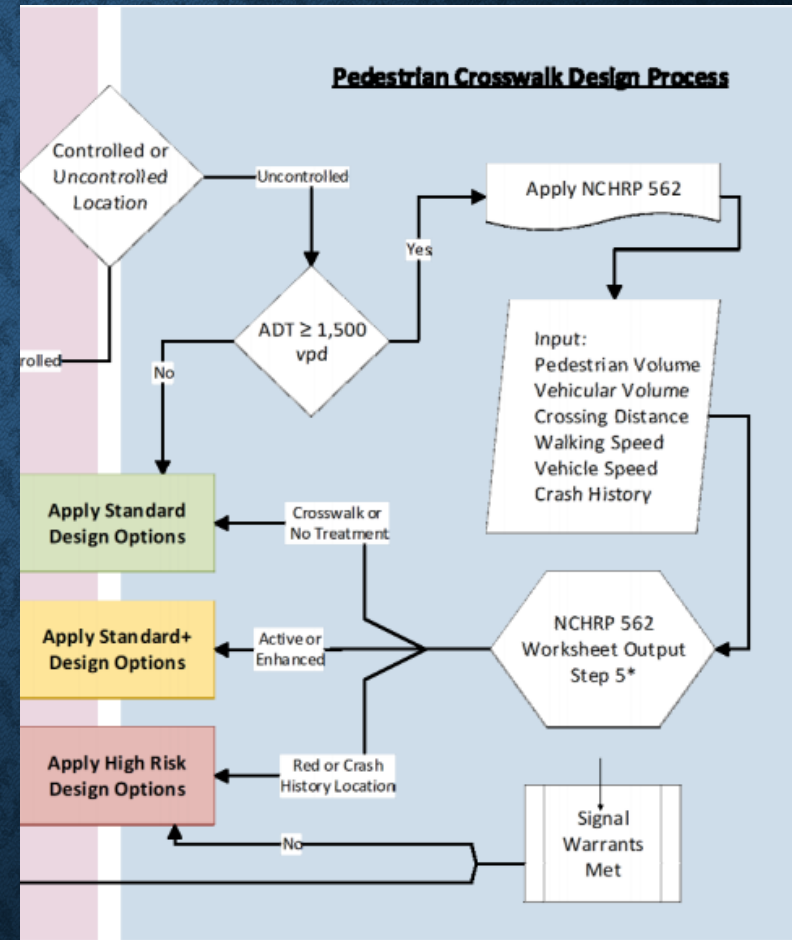 Pedestrian Crosswalk Design Process
Controlled or
Uncontrolled
Location
Uncontrolled
Apply NCHRP 562
Yes
ADT ≥ 1,500
vpd
rolled
No
Input:
Pedestrian Volume
Vehicular Volume
Crossing Distance
Walking Speed
Vehicle Speed
Crash History
Apply Standard
Design Options
Crosswalk or
No Treatment
Apply Standard+
Design Options
Active or
Enhanced
NCHRP 562
Worksheet Output
Step 5*
Apply High Risk
Design Options
Red or Crash
History Location
Signal
Warrants
Met
No